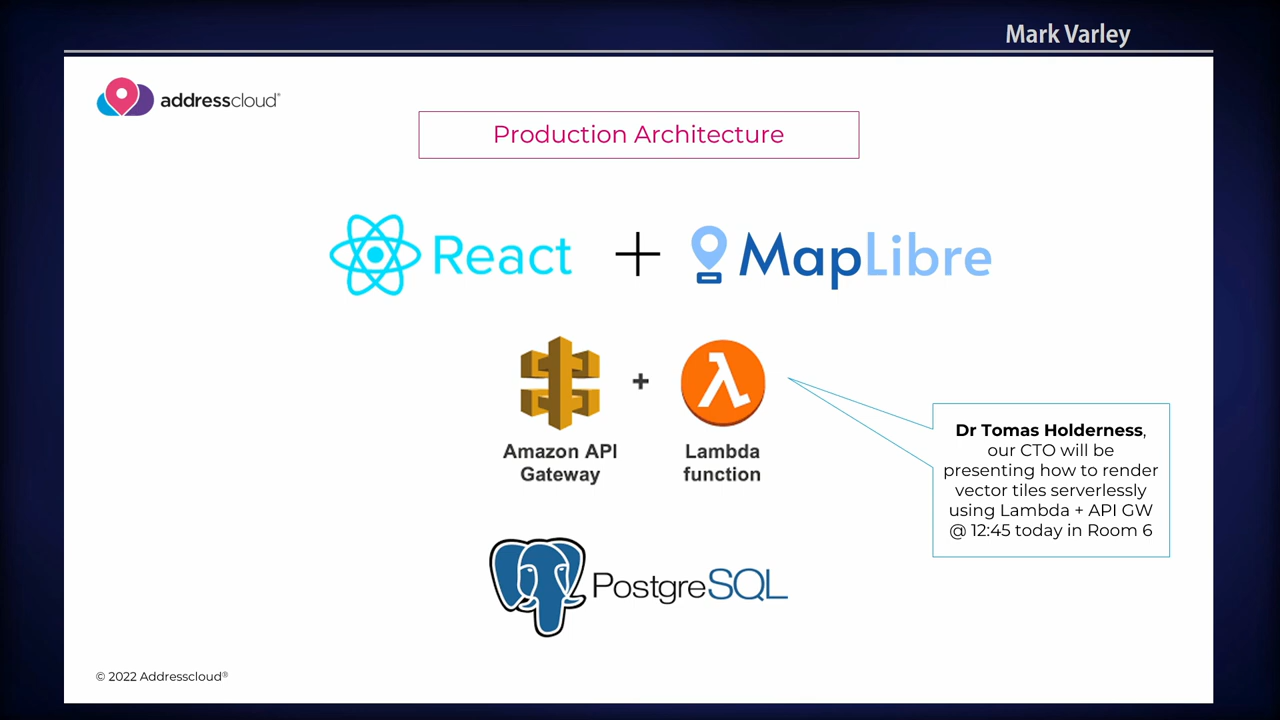 Mark Varley
addresscloud®
Production Architecture
React + MapLibre
Amazon API
Gateway
+
Lambda
function
Dr Tomas Holderness,
our CTO will be
presenting how to render
vector tiles serverlessly
using Lambda + API GW
@ 12:45 today in Room 6
PostgreSQL
© 2022 Addresscloud®